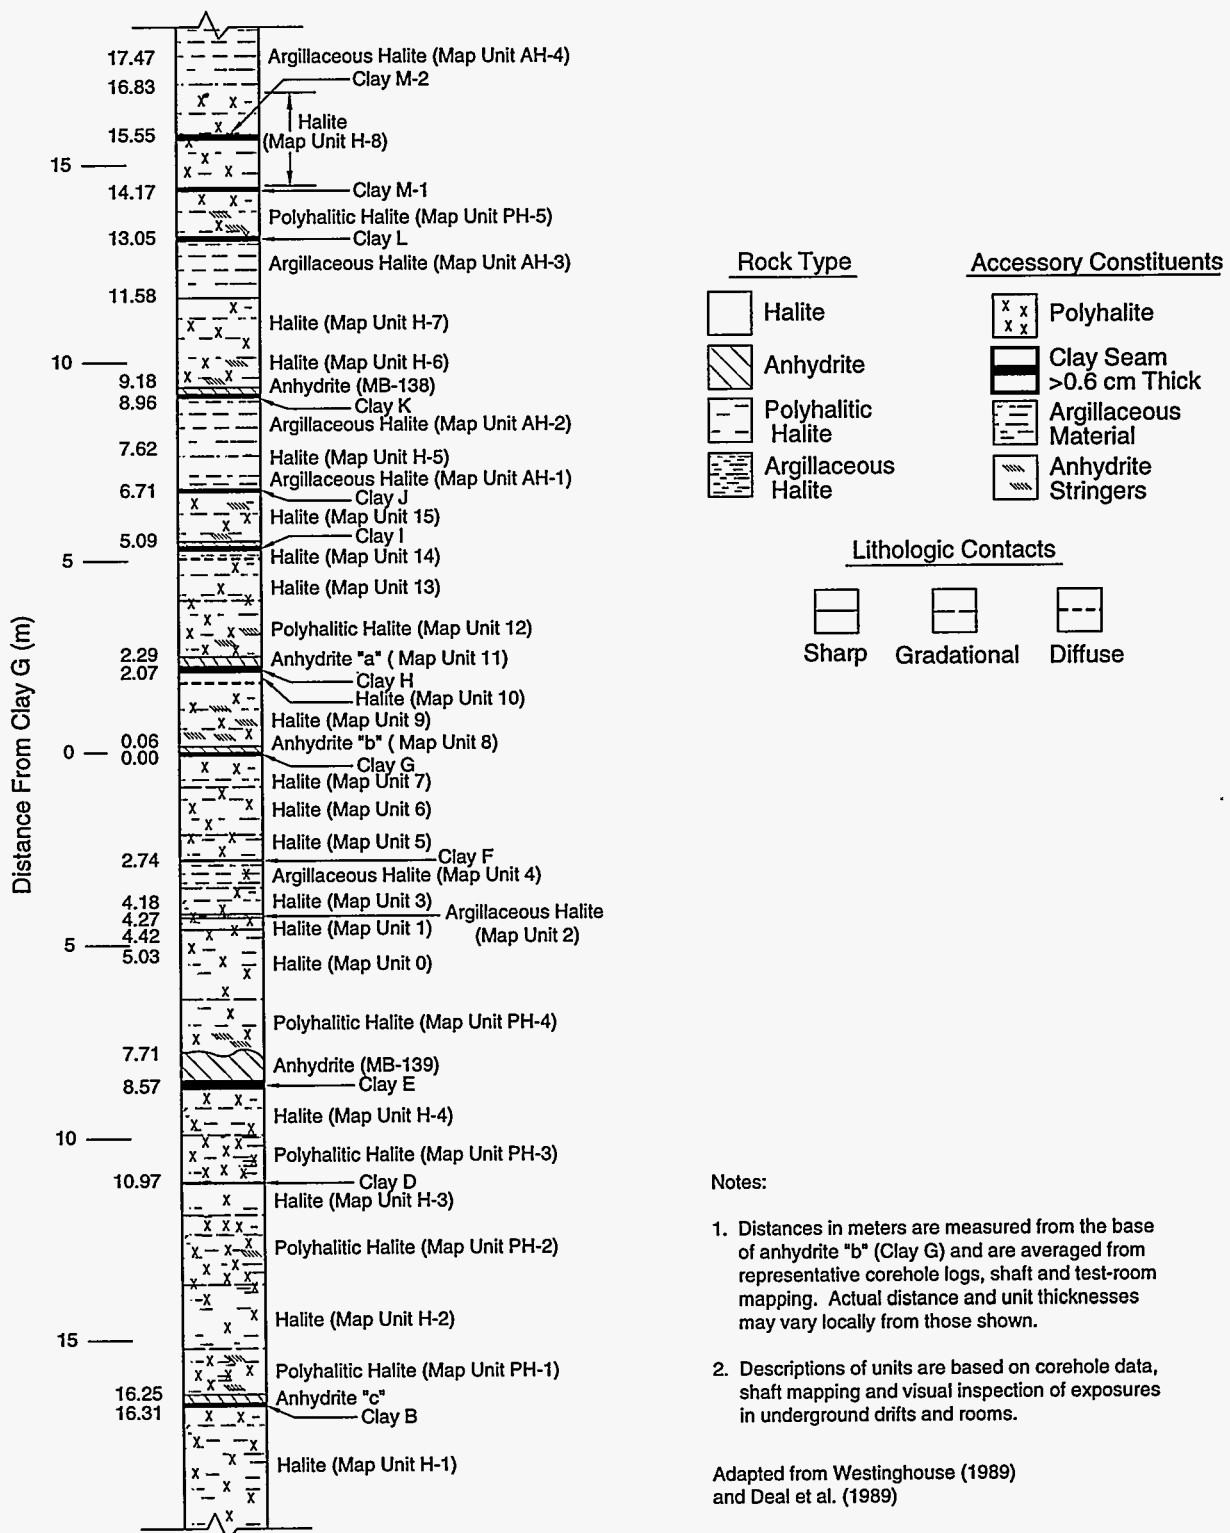 17.47
Argillaceous Halite (Map Unit AH-4)
Clay M-2
16.83
Halite
(Map Unit H-8)
15.55
15
14.17
Clay M-1
Polyhalitic Halite (Map Unit PH-5)
13.05
Clay L
Argillaceous Halite (Map Unit AH-3)
11.58
Halite (Map Unit H-7)
10
Halite (Map Unit H-6)
9.18
Anhydrite (MB-138)
8.96
Clay K
Argillaceous Halite (Map Unit AH-2)
7.62
Halite (Map Unit H-5)
Argillaceous Halite (Map Unit AH-1)
6.71
Clay J
Halite (Map Unit 15)
5.09
Clay I
5
Halite (Map Unit 14)
Halite (Map Unit 13)
Polyhalitic Halite (Map Unit 12)
2.29
Anhydrite "a" ( Map Unit 11)
2.07
Clay H
Halite (Map Unit 10)
Halite (Map Unit 9)
0.06
Anhydrite "b" ( Map Unit 8)
0
0.00
Clay G
Halite (Map Unit 7)
Halite (Map Unit 6)
Halite (Map Unit 5)
2.74
Clay F
Argillaceous Halite (Map Unit 4)
4.18
Halite (Map Unit 3)
4.27
Argillaceous Halite
(Map Unit 2)
4.42
Halite (Map Unit 1)
5
5.03
Halite (Map Unit 0)
Polyhalitic Halite (Map Unit PH-4)
7.71
Anhydrite (MB-139)
8.57
Clay E
Halite (Map Unit H-4)
10
Polyhalitic Halite (Map Unit PH-3)
10.97
Clay D
Halite (Map Unit H-3)
Polyhalitic Halite (Map Unit PH-2)
Halite (Map Unit H-2)
15
Polyhalitic Halite (Map Unit PH-1)
16.25
Anhydrite "c"
16.31
Clay B
Halite (Map Unit H-1)
Distance From Clay G (m)
Rock Type
Halite
Anhydrite
Polyhalitic
Halite
Argillaceous
Halite
Accessory Constituents
Polyhalite
Clay Seam
>0.6 cm Thick
Argillaceous
Material
Anhydrite
Stringers
Lithologic Contacts
Sharp
Gradational
Diffuse
Notes:
1. Distances in meters are measured from the base
of anhydrite "b" (Clay G) and are averaged from
representative corehole logs, shaft and test-room
mapping. Actual distance and unit thicknesses
may vary locally from those shown.
2. Descriptions of units are based on corehole data,
shaft mapping and visual inspection of exposures
in underground drifts and rooms.
Adapted from Westinghouse (1989)
and Deal et al. (1989)